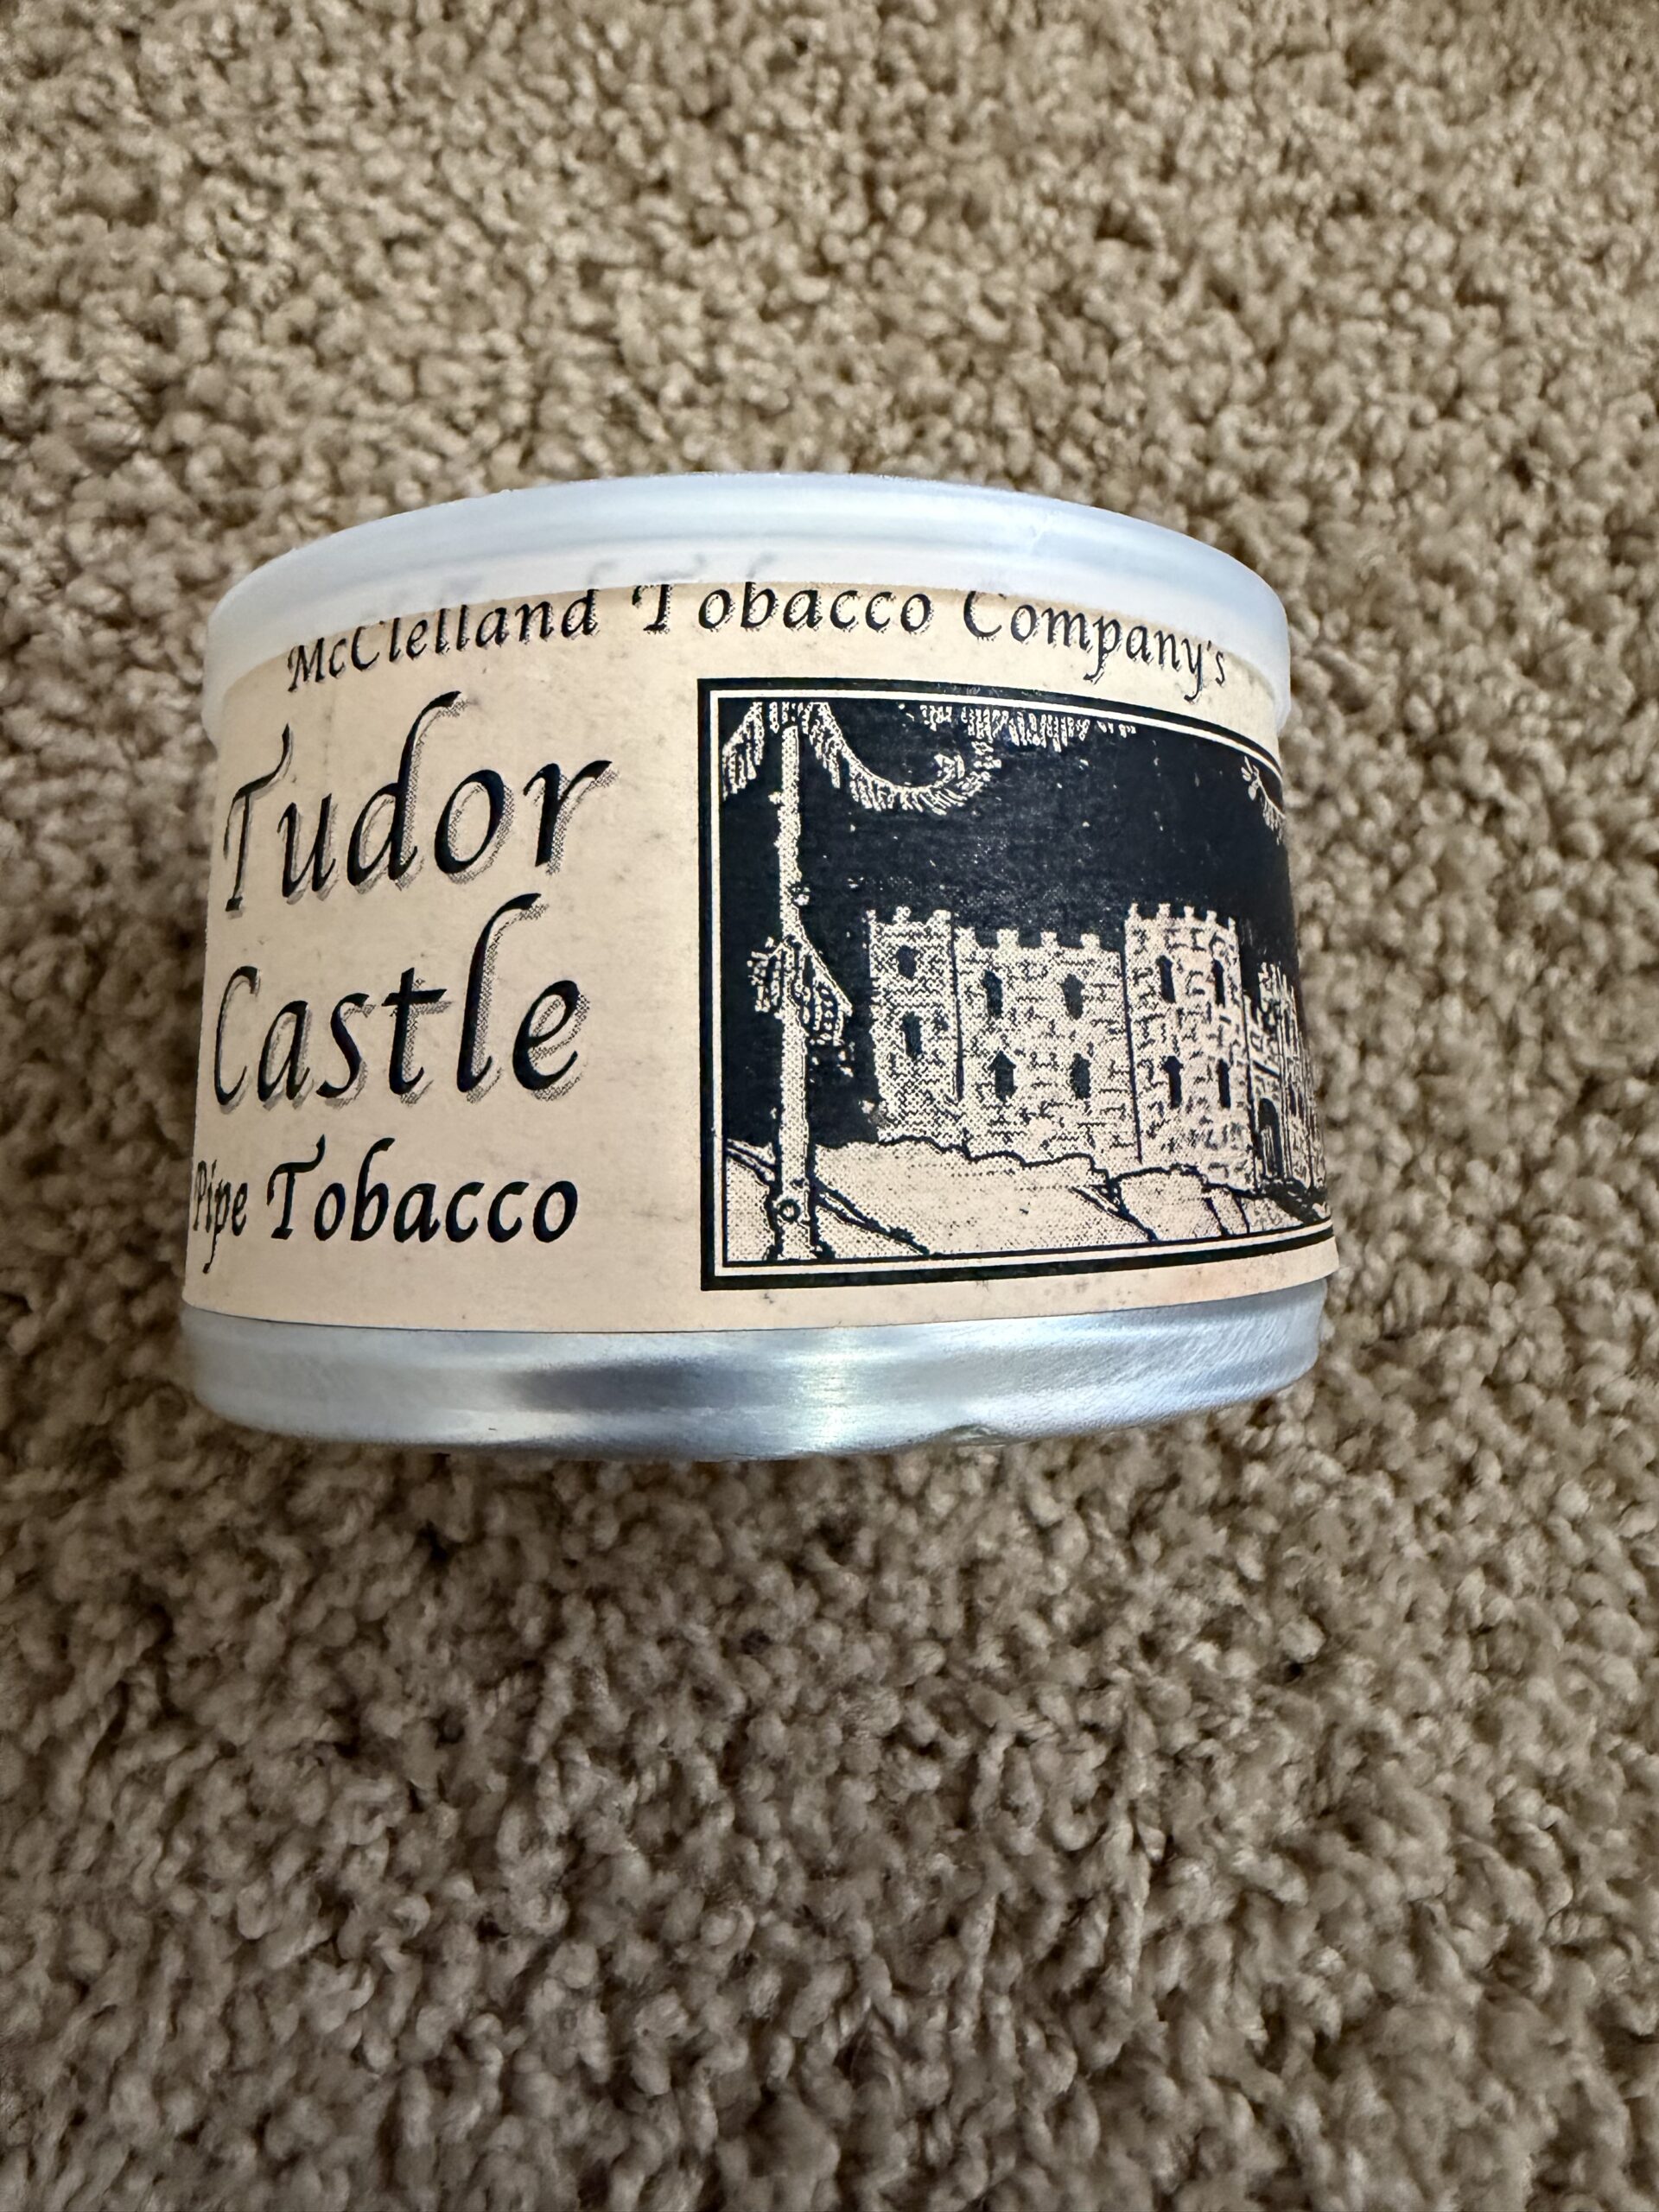 McClelland Tobacco Company's
Tudor
Castle
Pipe Tobacco